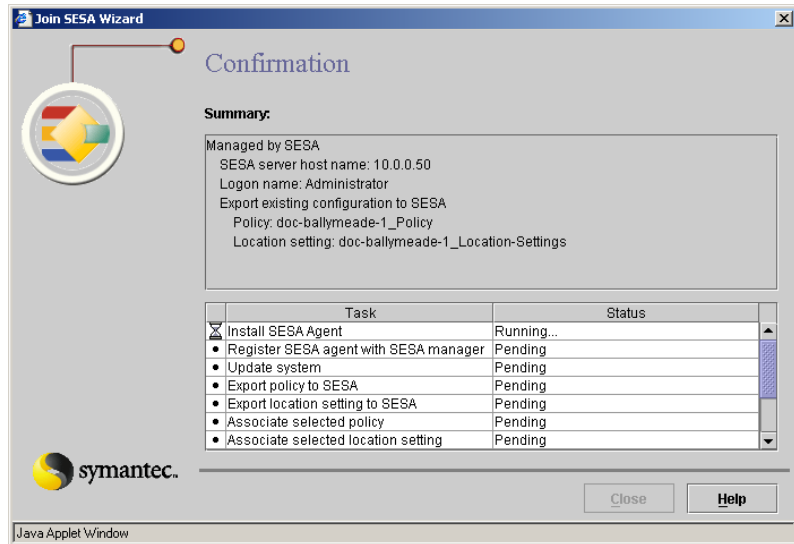 Join SESA Wizard
Confirmation
Summary:
Managed by SESA
SESA server host name: 10.0.0.50
Logon name: Administrator
Export existing configuration to SESA
Policy: doc-ballymeade-1_Policy
Location setting: doc-ballymeade-1_Location-Settings
Task Status
Install SESA Agent Running...
Register SESA agent with SESA manager Pending
Update system Pending
Export policy to SESA Pending
Export location setting to SESA Pending
Associate selected policy Pending
Associate selected location setting Pending
symantec.
Close Help
Java Applet Window